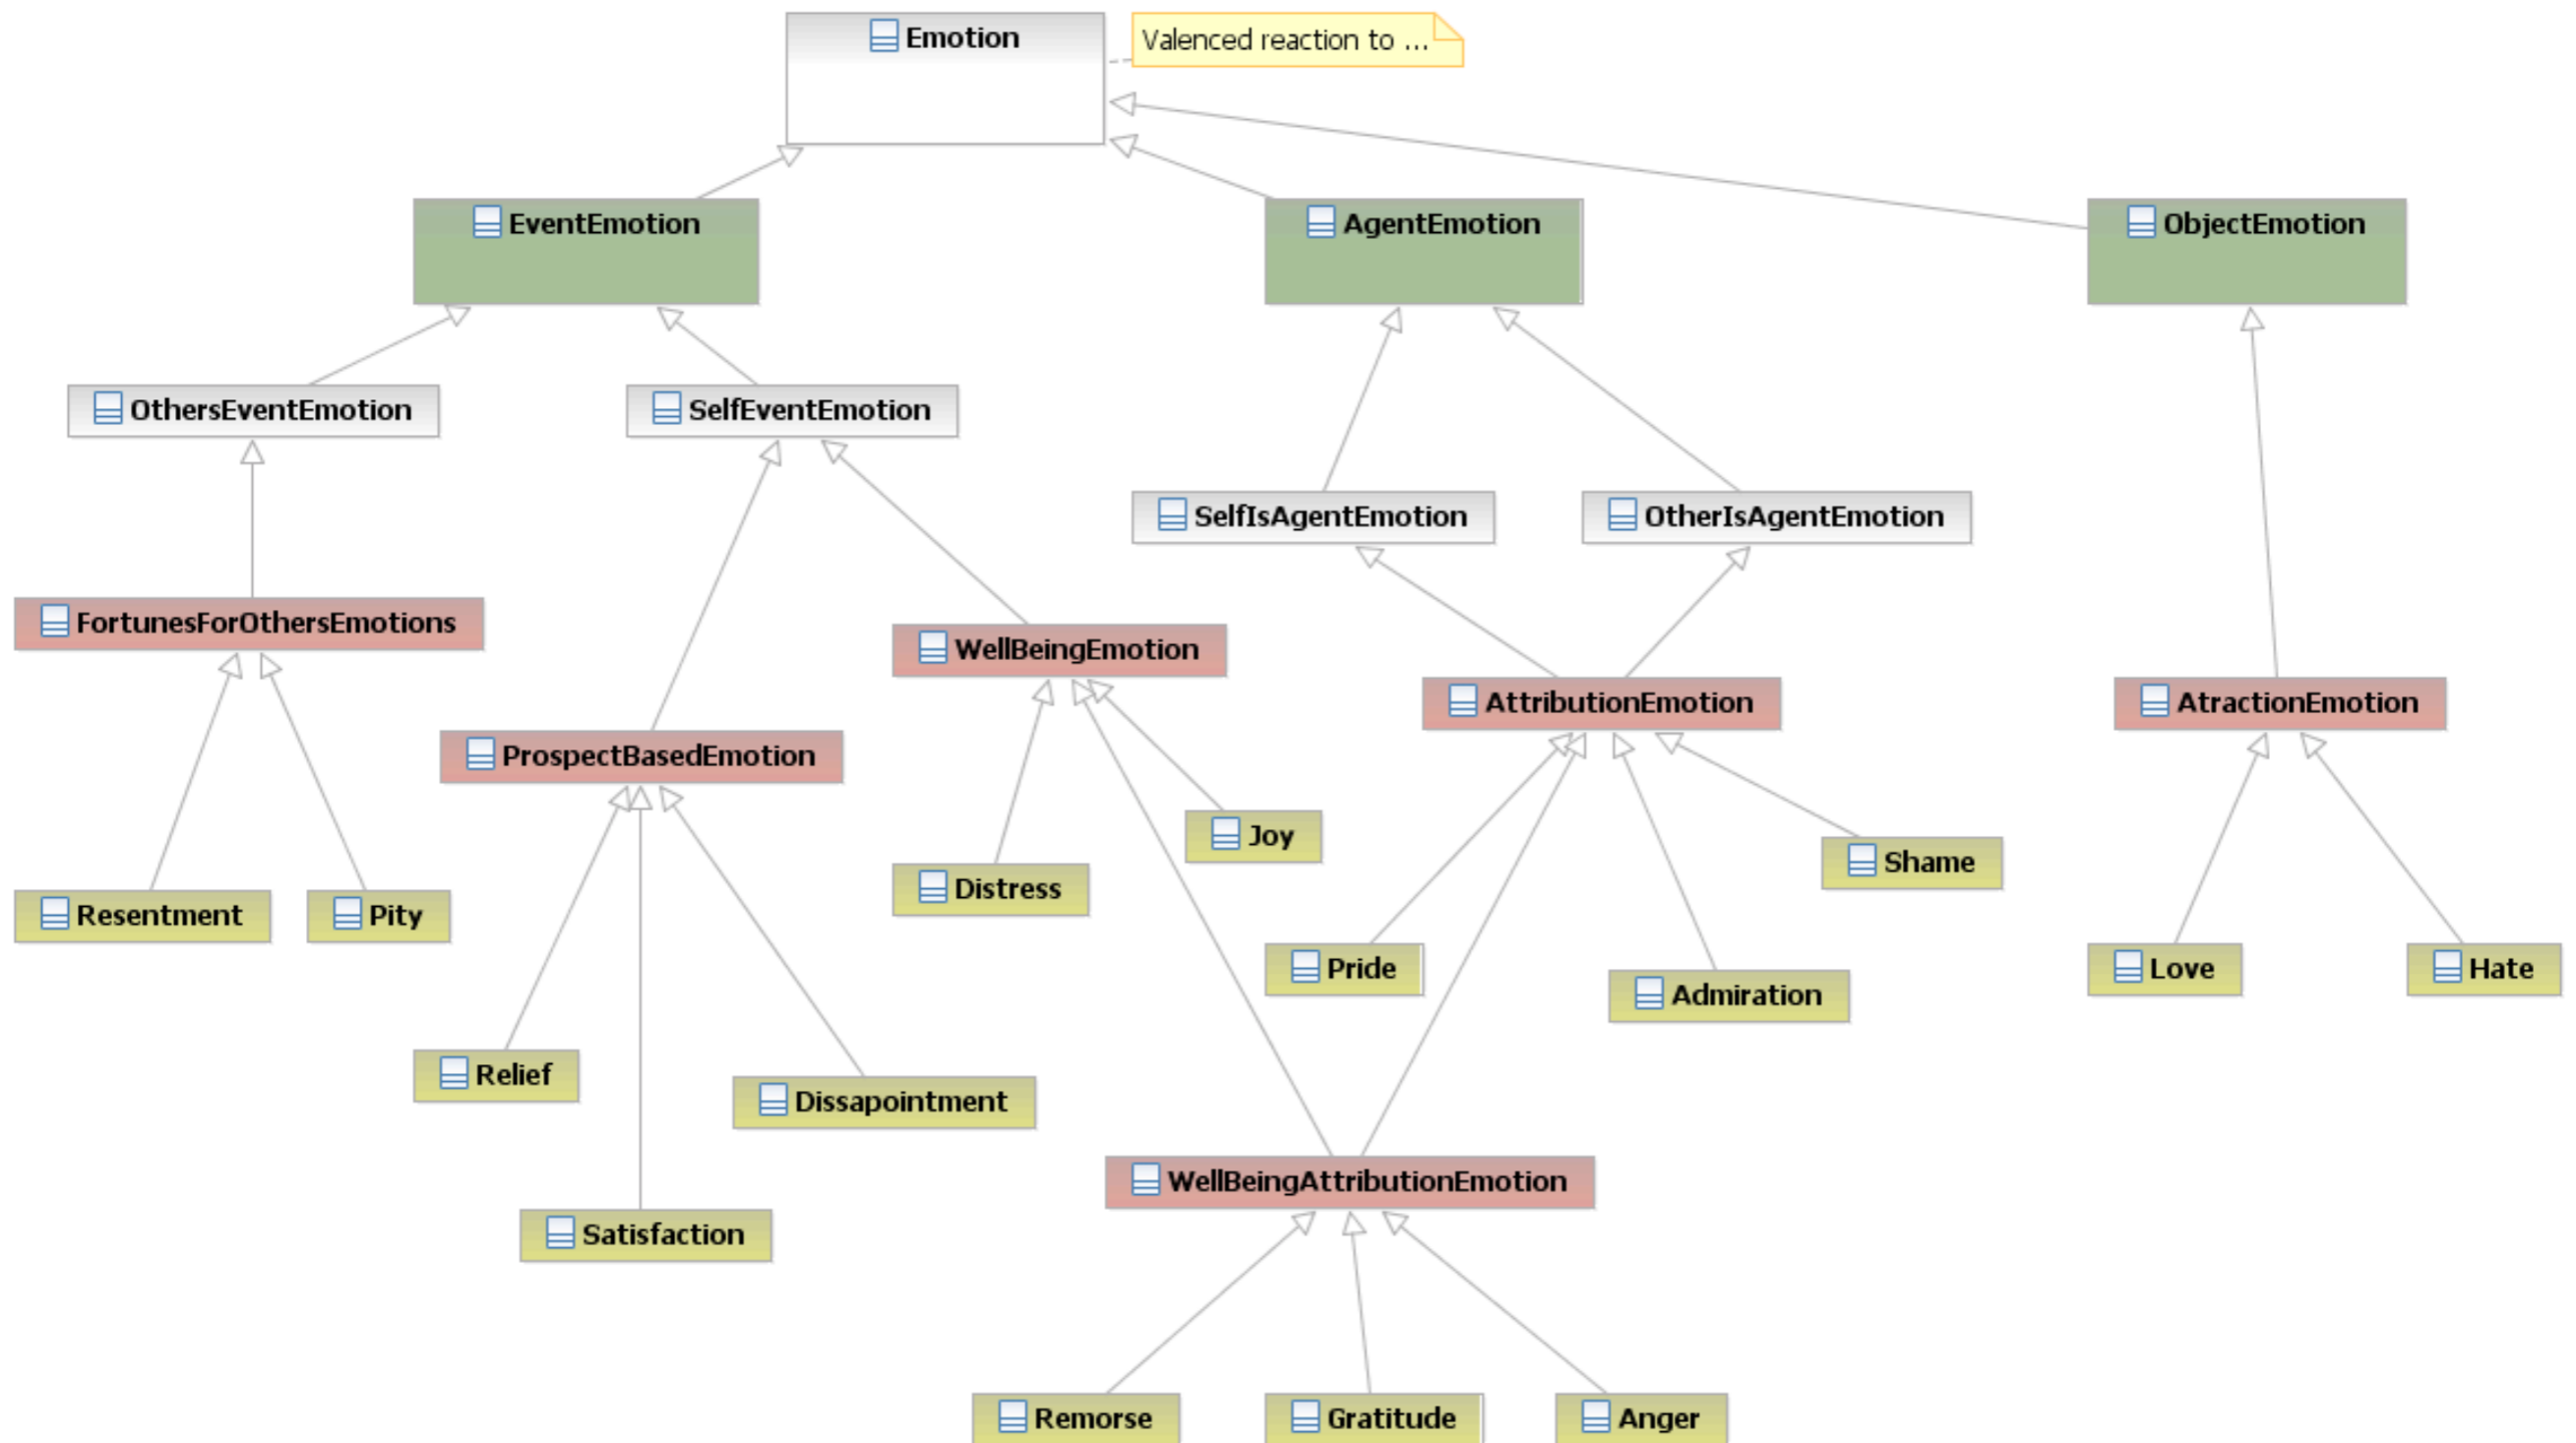 Emotion
Valenced reaction to ...
EventEmotion
AgentEmotion
ObjectEmotion
OthersEventEmotion
SelfEventEmotion
SelfIsAgentEmotion
OtherIsAgentEmotion
FortunesForOthersEmotions
WellBeingEmotion
AttributionEmotion
AtractionEmotion
ProspectBasedEmotion
Joy
Shame
Distress
Resentment
Pity
Pride
Love
Hate
Admiration
Relief
Dissapointment
WellBeingAttributionEmotion
Satisfaction
Remorse
Gratitude
Anger